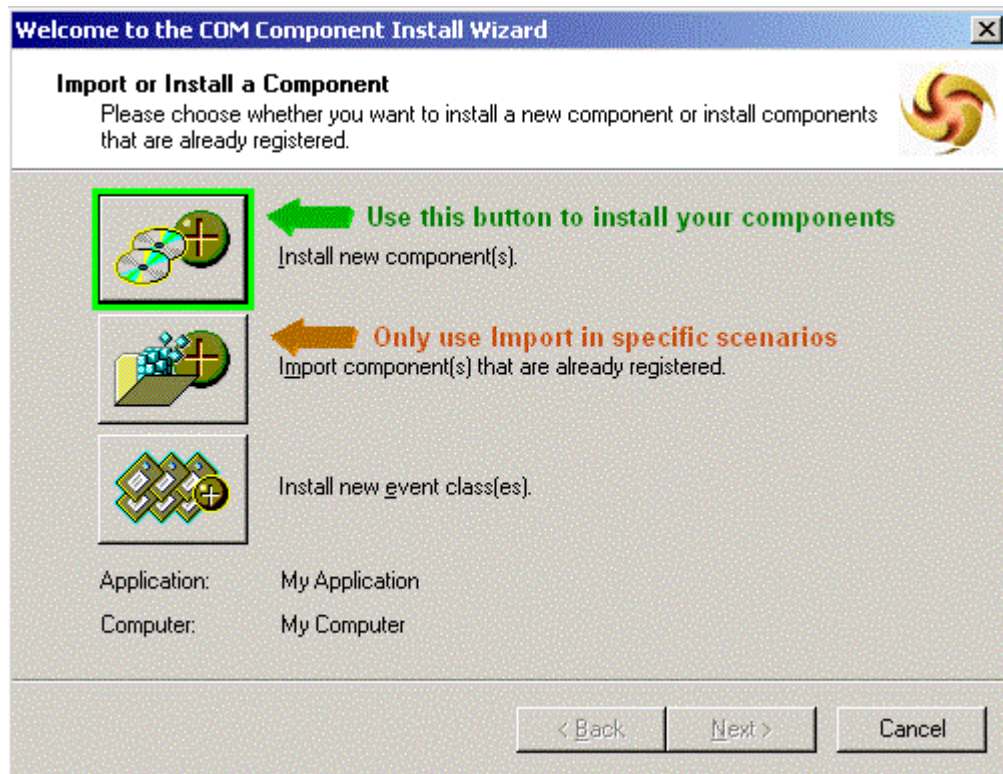 Welcome to the COM Component Install Wizard
Import or Install a Component
Please choose whether you want to install a new component or install components
that are already registered.
Use this button to install your components
Install new component(s).
Only use Import in specific scenarios
Import component(s) that are already registered.
Install new event class(es).
Application: My Application
Computer: My Computer
< Back Next > Cancel